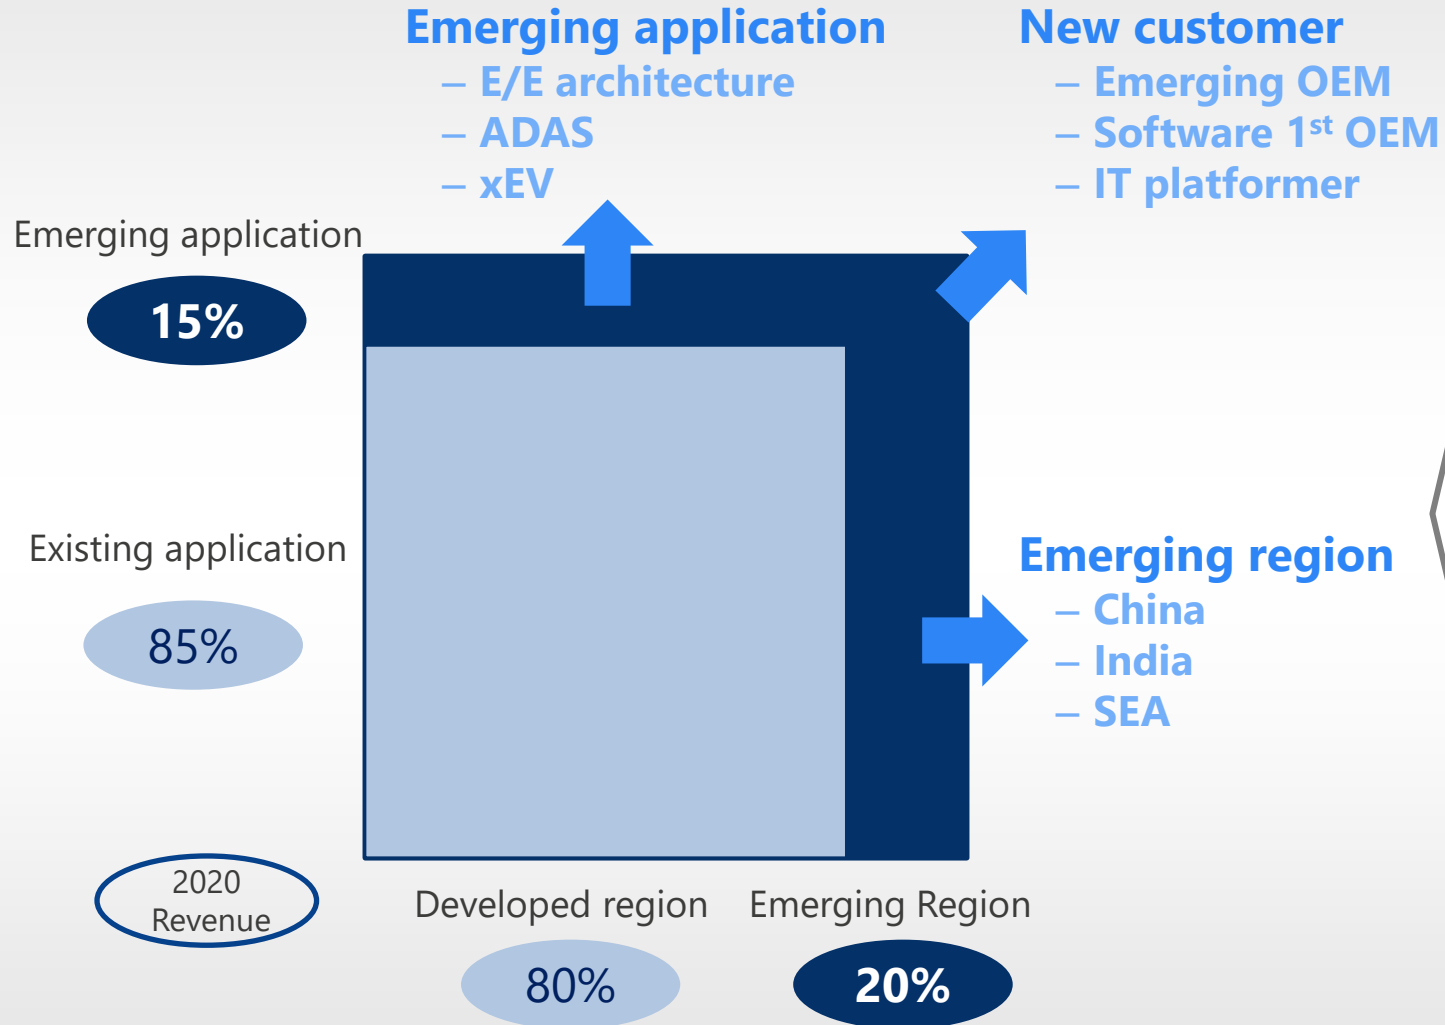 Emerging application
– E/E architecture
– ADAS
– xEV
New customer
– Emerging OEM
– Software 1st OEM
– IT platformer
Emerging application
15%
Existing application
85%
Emerging region
– China
– India
– SEA
2020
Revenue
Developed region
80%
Emerging Region
20%